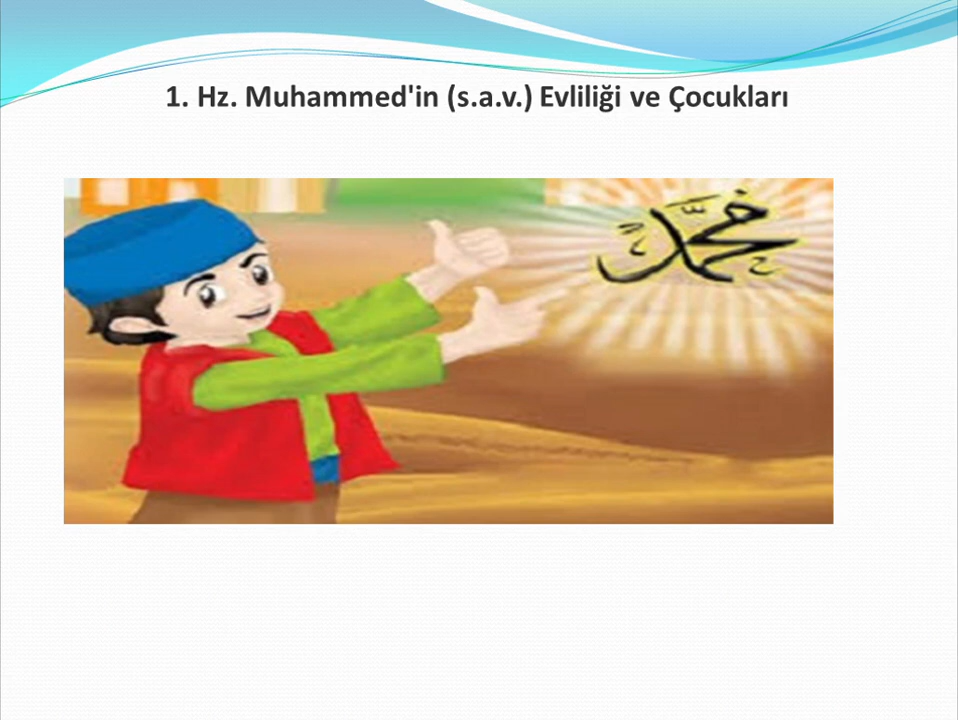 1. Hz. Muhammed'in (s.a.v.) Evliliği ve Çocukları
محمد